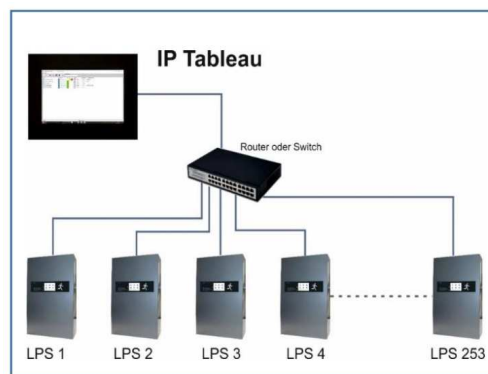 IP Tableau
Router oder Switch
LPS 1
LPS 2
LPS 3
LPS 4
LPS 253